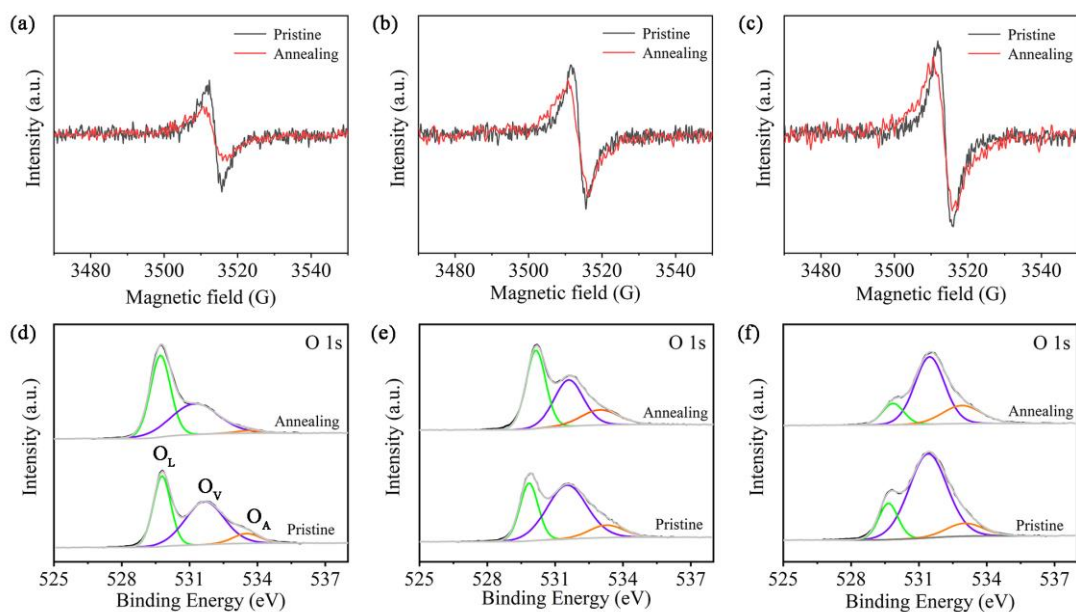 (a)
Pristine
Annealing
Intensity (a.u.)
3480 3500 3520 3540
Magnetic field (G)
(b)
Pristine
Annealing
Intensity (a.u.)
3480 3500 3520 3540
Magnetic field (G)
(c)
Pristine
Annealing
Intensity (a.u.)
3480 3500 3520 3540
Magnetic field (G)
(d)
O 1s
Annealing
O_L
O_V
O_A
Pristine
Intensity (a.u.)
525 528 531 534 537
Binding Energy (eV)
(e)
O 1s
Annealing
Pristine
Intensity (a.u.)
525 528 531 534 537
Binding Energy (eV)
(f)
O 1s
Annealing
Pristine
Intensity (a.u.)
525 528 531 534 537
Binding Energy (eV)